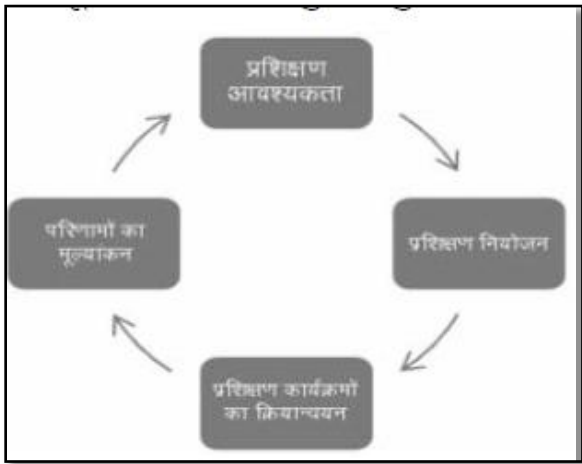 प्रशिक्षण
आवश्यकता
प्रशिक्षण नियोजन
प्रशिक्षण कार्यक्रमों
का क्रियान्वयन
परिणामों का
मूल्यांकन